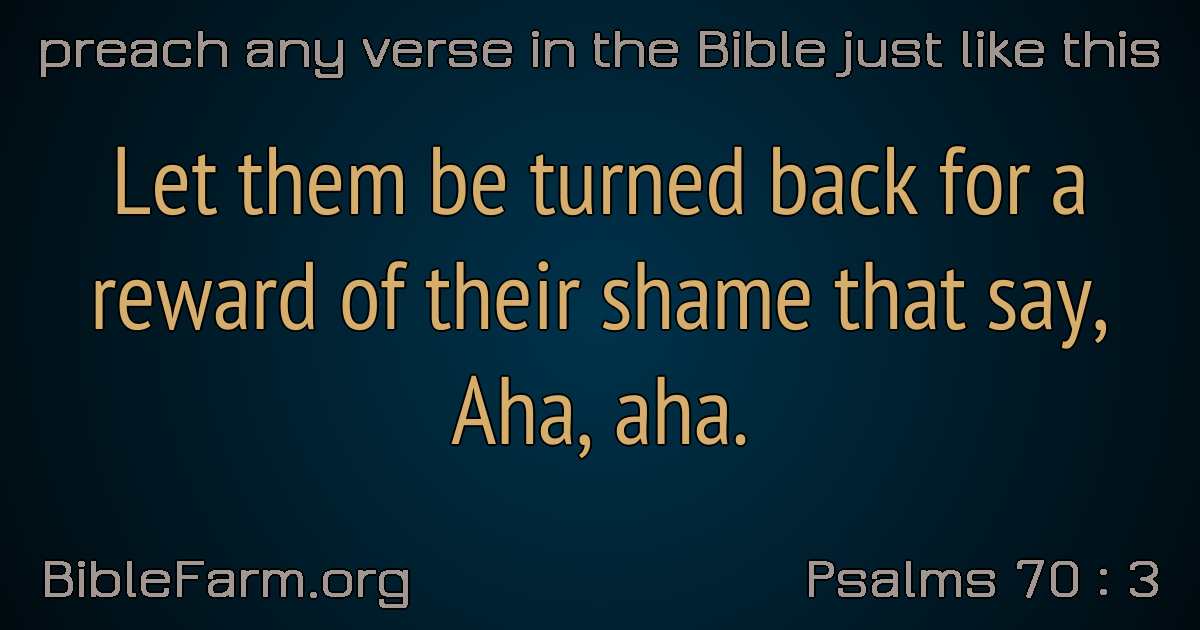 preach any verse in the Bible just like this
Let them be turned back for a
reward of their shame that say,
Aha, aha.
BibleFarm.org
Psalms 70 : 3